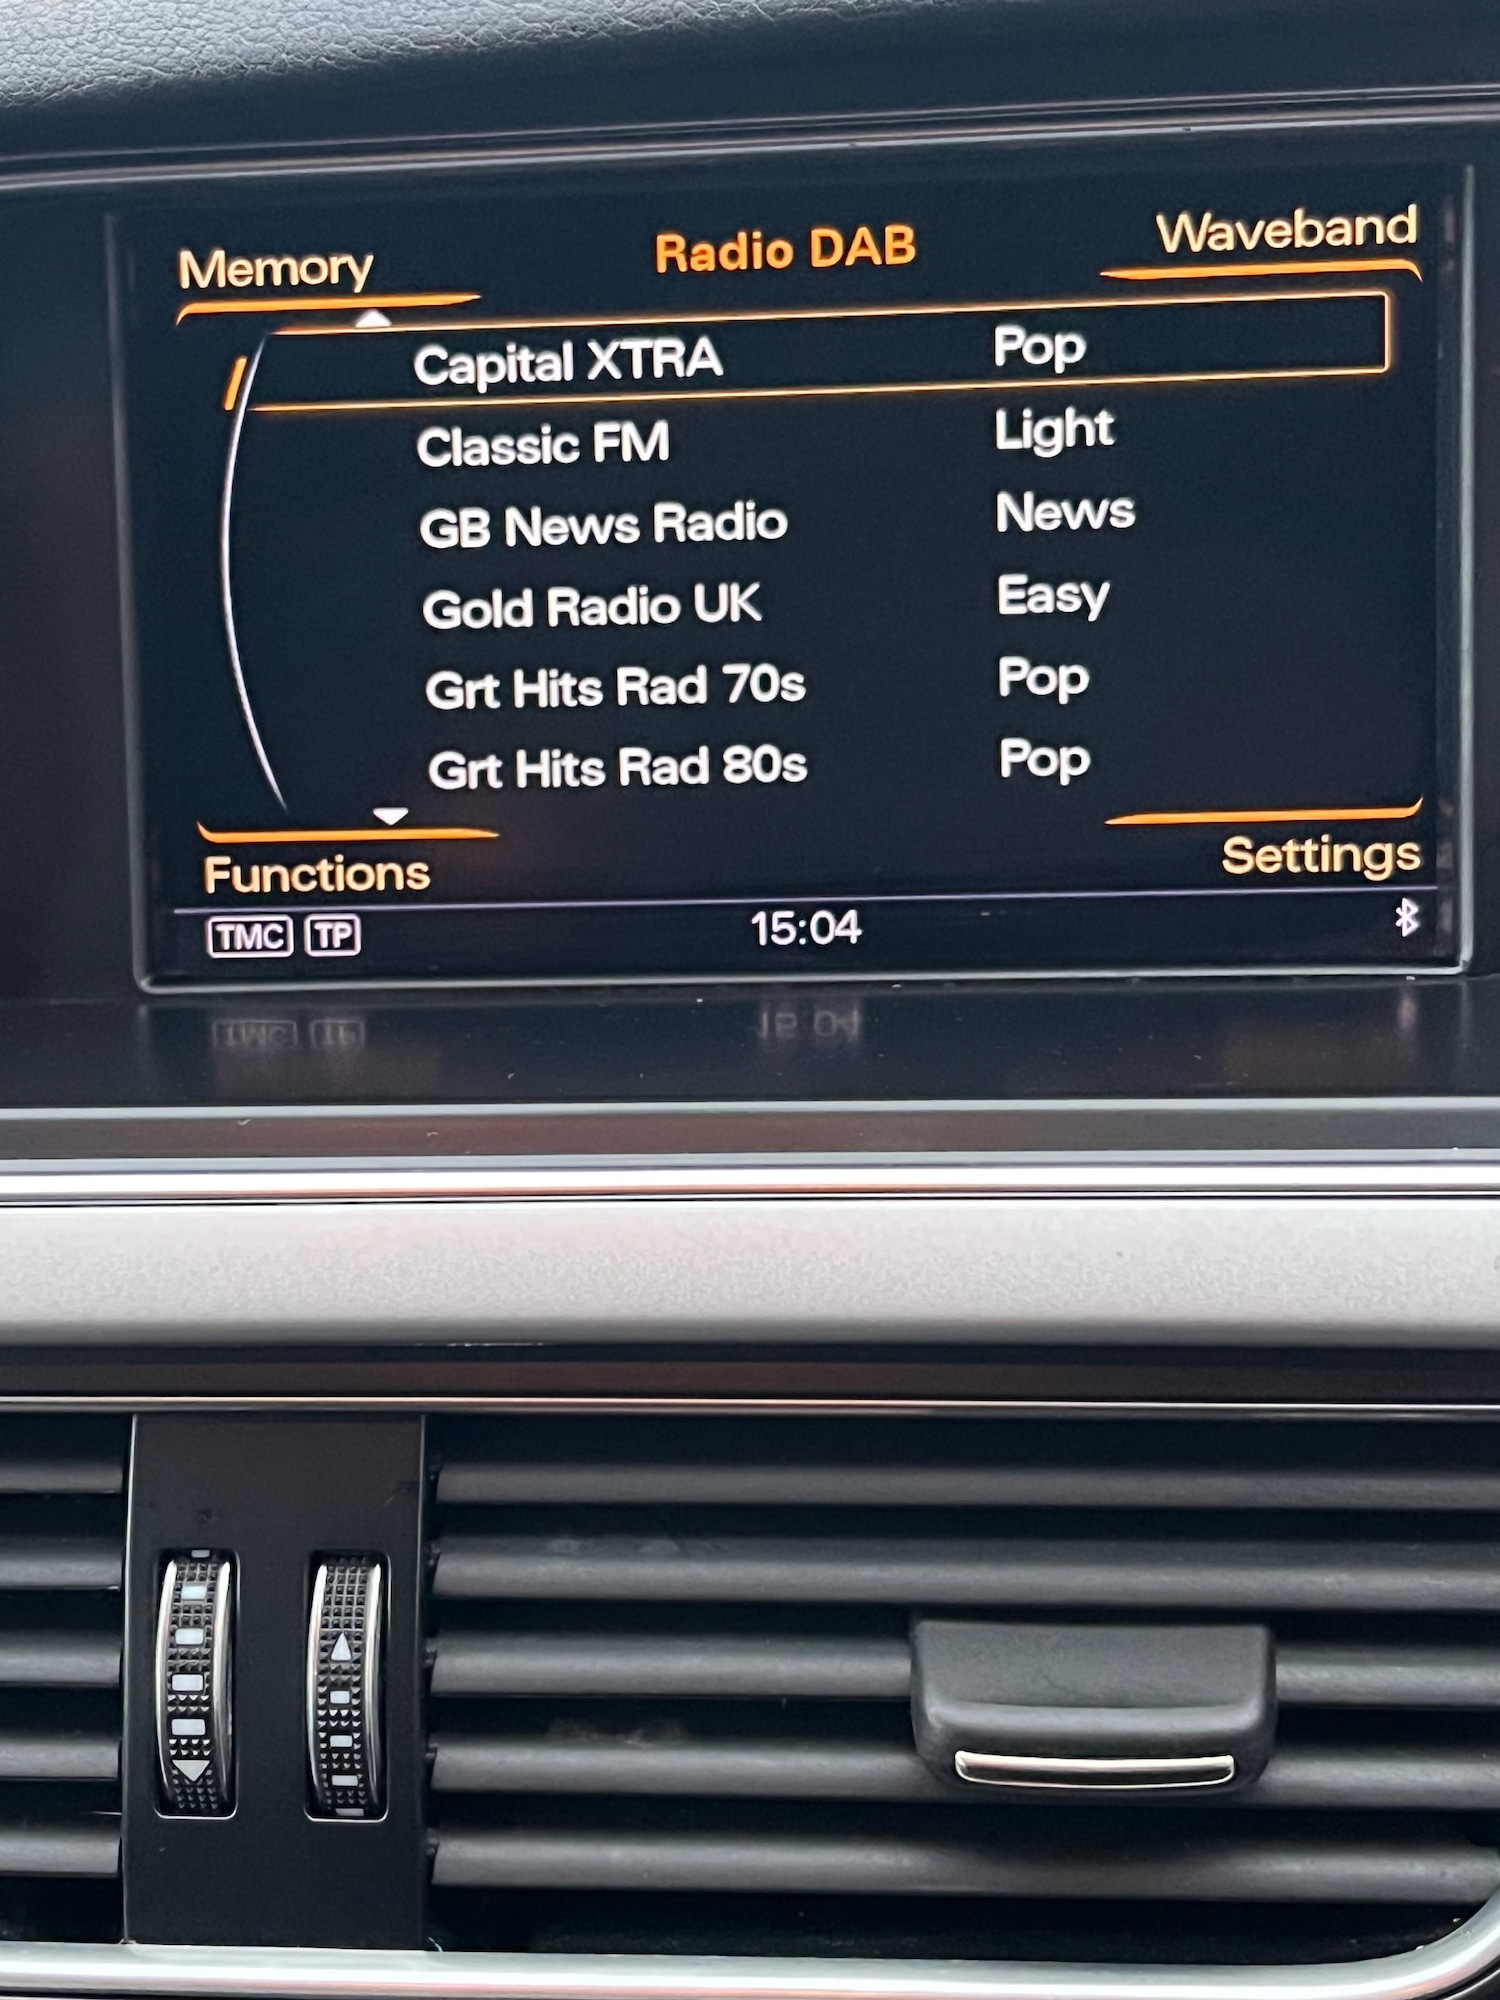 Memory
Radio DAB
Waveband
Capital XTRA Pop
Classic FM Light
GB News Radio News
Gold Radio UK Easy
Grt Hits Rad 70s Pop
Grt Hits Rad 80s Pop
Functions
Settings
TMC TP 15:04